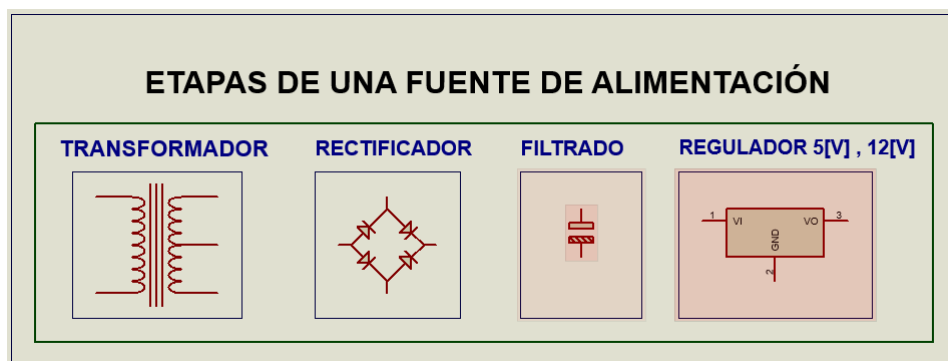 ETAPAS DE UNA FUENTE DE ALIMENTACIÓN
TRANSFORMADOR
RECTIFICADOR
FILTRADO
REGULADOR 5[V] , 12[V]
1
VI
VO
3
GND
2